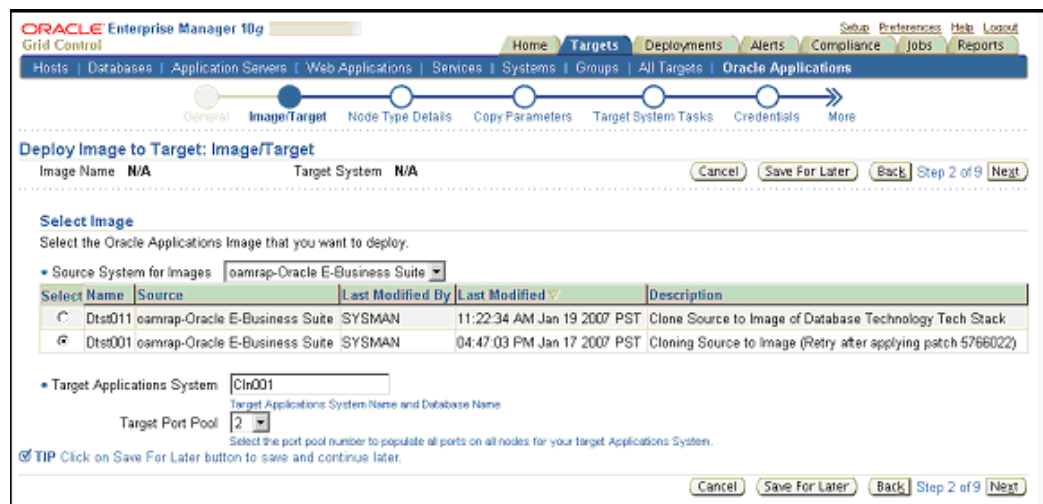 ORACLE Enterprise Manager 10g
Grid Control
Setup Preferences Help Logout
Home Targets Deployments Alerts Compliance Jobs Reports
Hosts | Databases | Application Servers | Web Applications | Services | Systems | Groups | All Targets | Oracle Applications
General Image/Target Node Type Details Copy Parameters Target System Tasks Credentials More
Deploy Image to Target: Image/Target
Image Name N/A Target System N/A Cancel Save For Later Back Step 2 of 9 Next
Select Image
Select the Oracle Applications Image that you want to deploy.
* Source System for Images oamrap-Oracle E-Business Suite
Select Name Source Last Modified By Last Modified Description
Dtst011 oamrap-Oracle E-Business Suite SYSMAN 11:22:34 AM Jan 19 2007 PST Clone Source to Image of Database Technology Tech Stack
Dtst001 oamrap-Oracle E-Business Suite SYSMAN 04:47:03 PM Jan 17 2007 PST Cloning Source to Image (Retry after applying patch 5766022)
* Target Applications System Cln001
Target Applications System Name and Database Name
Target Port Pool 2
Select the port pool number to populate all ports on all nodes for your target Applications System.
TIP Click on Save For Later button to save and continue later.
Cancel Save For Later Back Step 2 of 9 Next